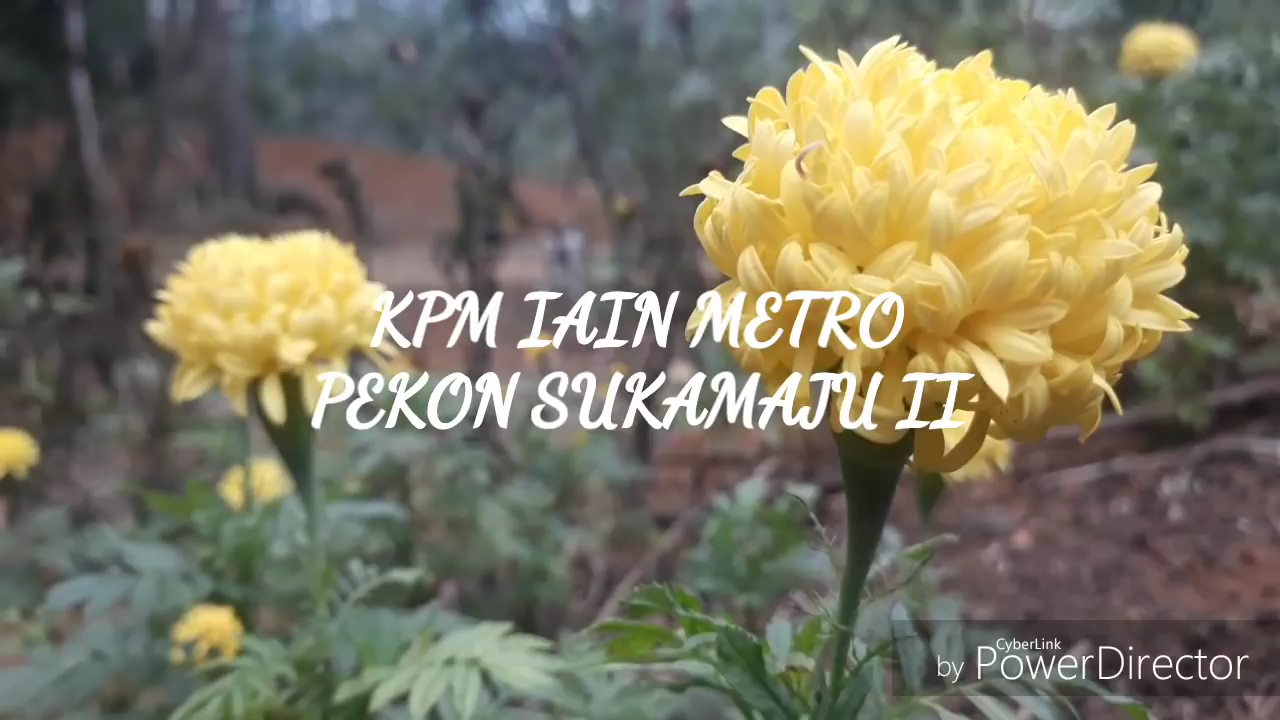 KPM IAIN METRO
PEKON SUKAMAJU II
CyberLink
by PowerDirector